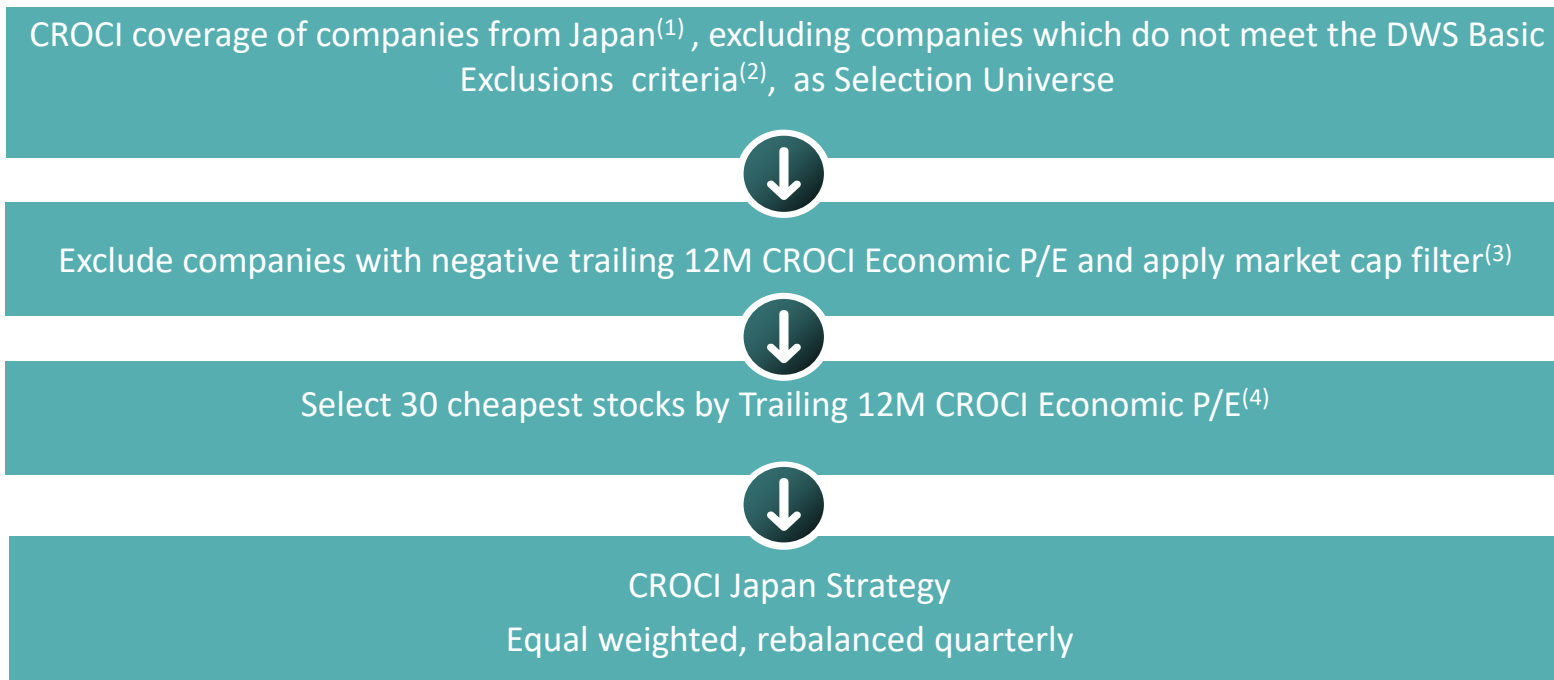 CROCI coverage of companies from Japan(1) , excluding companies which do not meet the DWS Basic
Exclusions criteria(2), as Selection Universe
Exclude companies with negative trailing 12M CROCI Economic P/E and apply market cap filter(3)
Select 30 cheapest stocks by Trailing 12M CROCI Economic P/E(4)
CROCI Japan Strategy
Equal weighted, rebalanced quarterly